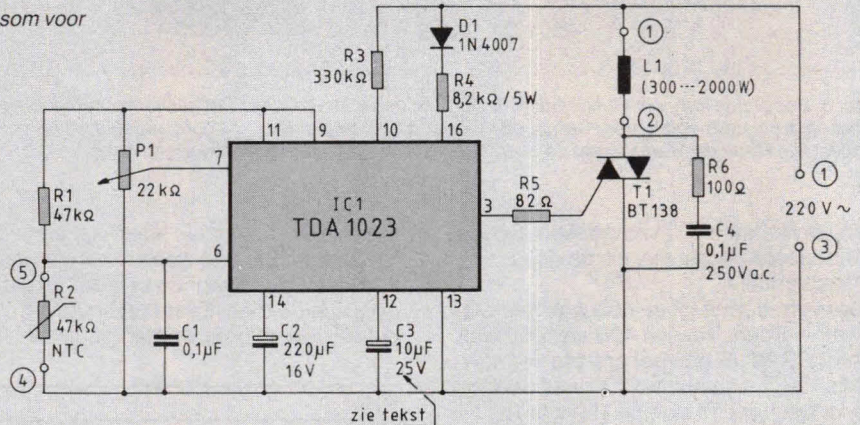 som voor
D1
1N4007
R3
330kΩ
R4
8,2kΩ/5W
①
L1
(300---2000W)
②
11
9
10
16
P1
7
22kΩ
R1
47kΩ
IC1
TDA1023
3
R5
82Ω
T1
BT138
R6
100Ω
①
220V~
③
C4
0,1µF
250Va.c.
6
⑤
R2
47kΩ
NTC
④
14
12
13
C1
0,1µF
C2
220µF
16V
C3
10µF
25V
zie tekst